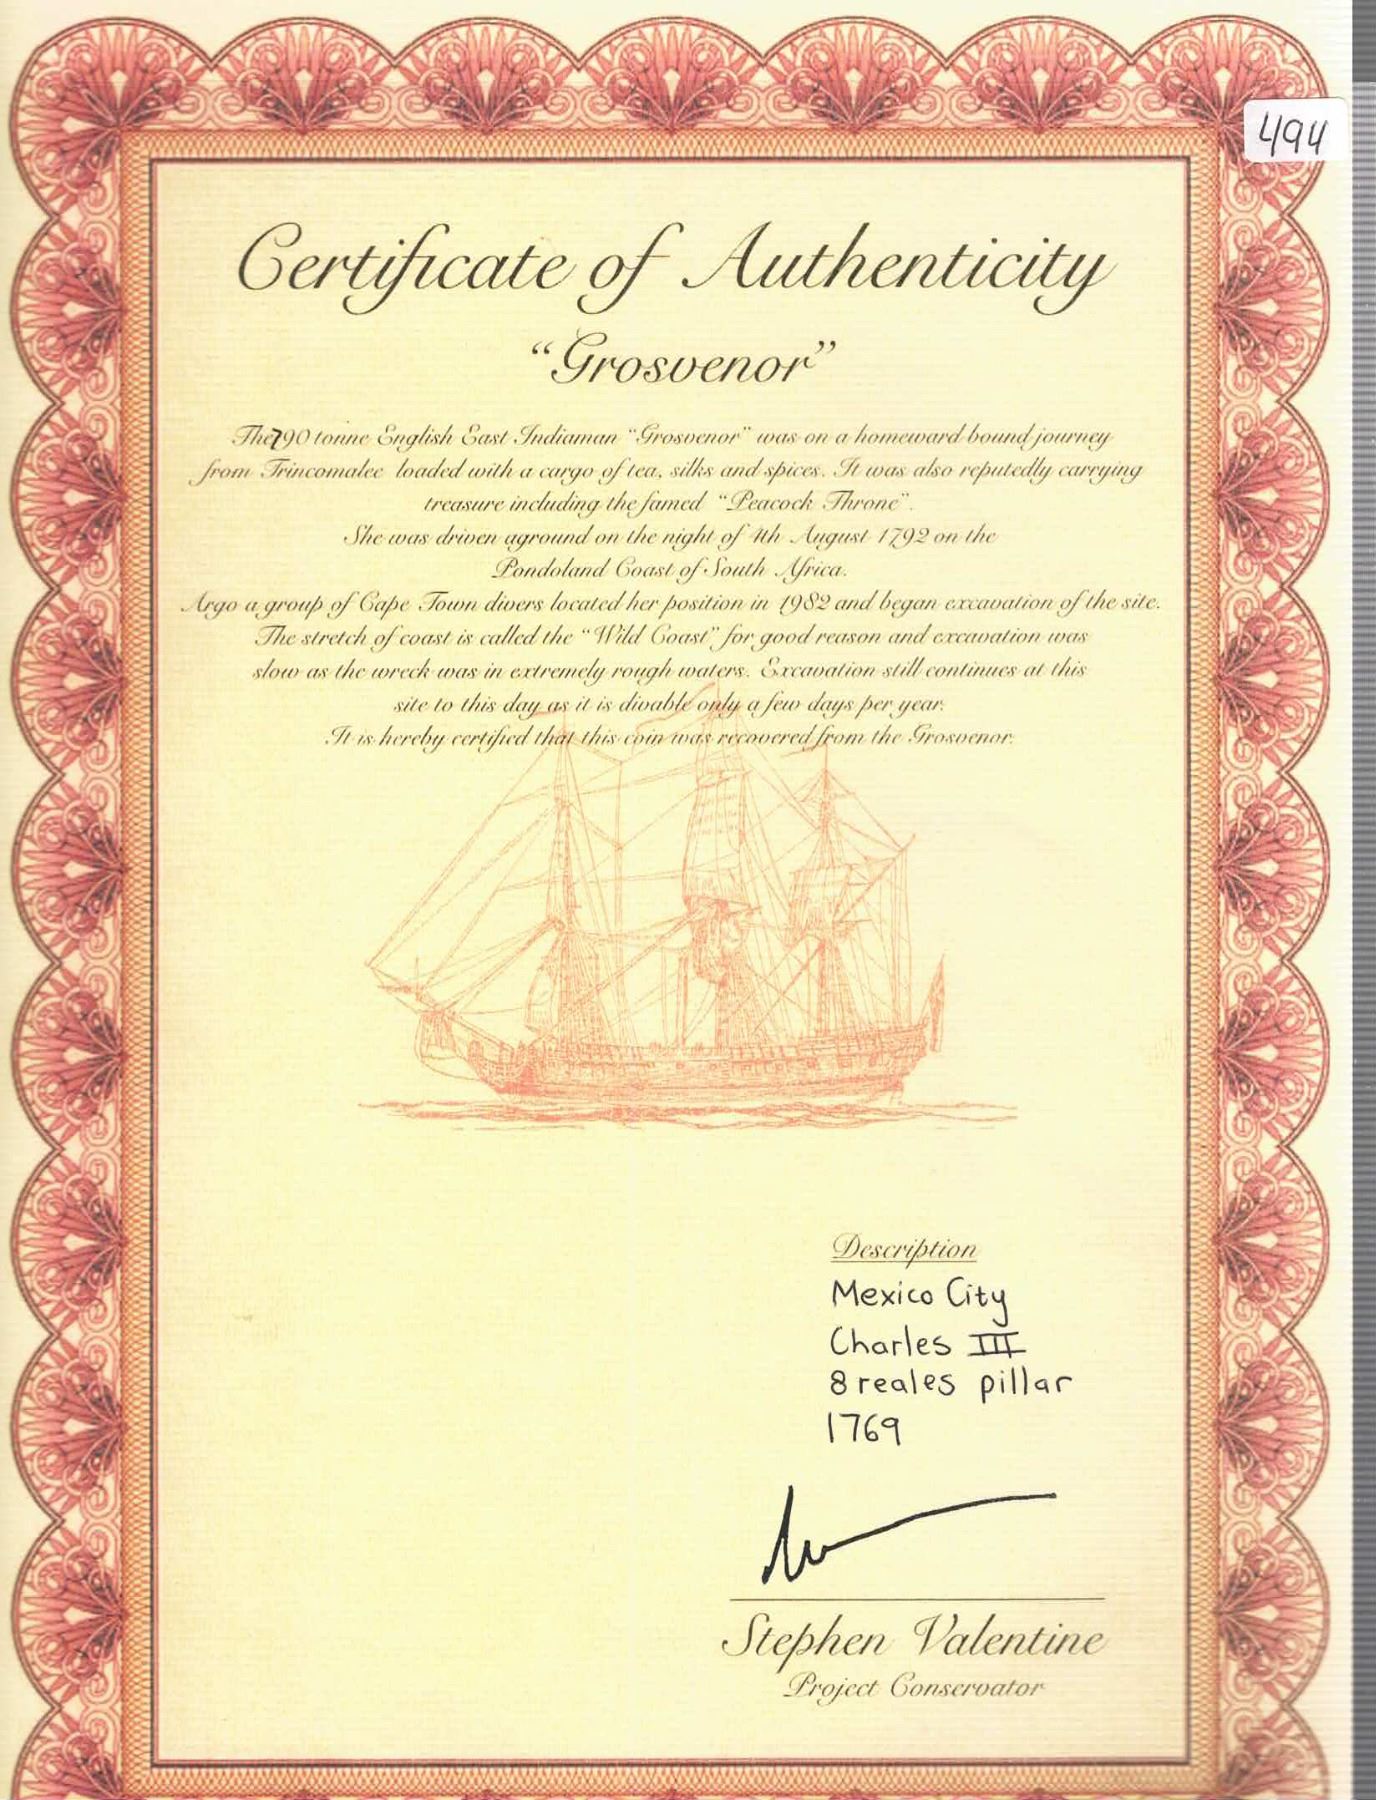 494
Certificate of Authenticity
"Grosvenor"
The 790 tonne English East Indiaman "Grosvenor" was on a homeward bound journey
from Trincomalee loaded with a cargo of tea, silks and spices. It was also reputedly carrying
treasure including the famed "Peacock Throne".
She was driven aground on the night of 4th August 1792 on the
Pondoland Coast of South Africa.
Argo a group of Cape Town divers located her position in 1982 and began excavation of the site.
The stretch of coast is called the "Wild Coast" for good reason and excavation was
slow as the wreck was in extremely rough waters. Excavation still continues at this
site to this day as it is divable only a few days per year.
It is hereby certified that this coin was recovered from the Grosvenor.
Description
Mexico City
Charles III
8 reales pillar
1769
Stephen Valentine
Project Conservator